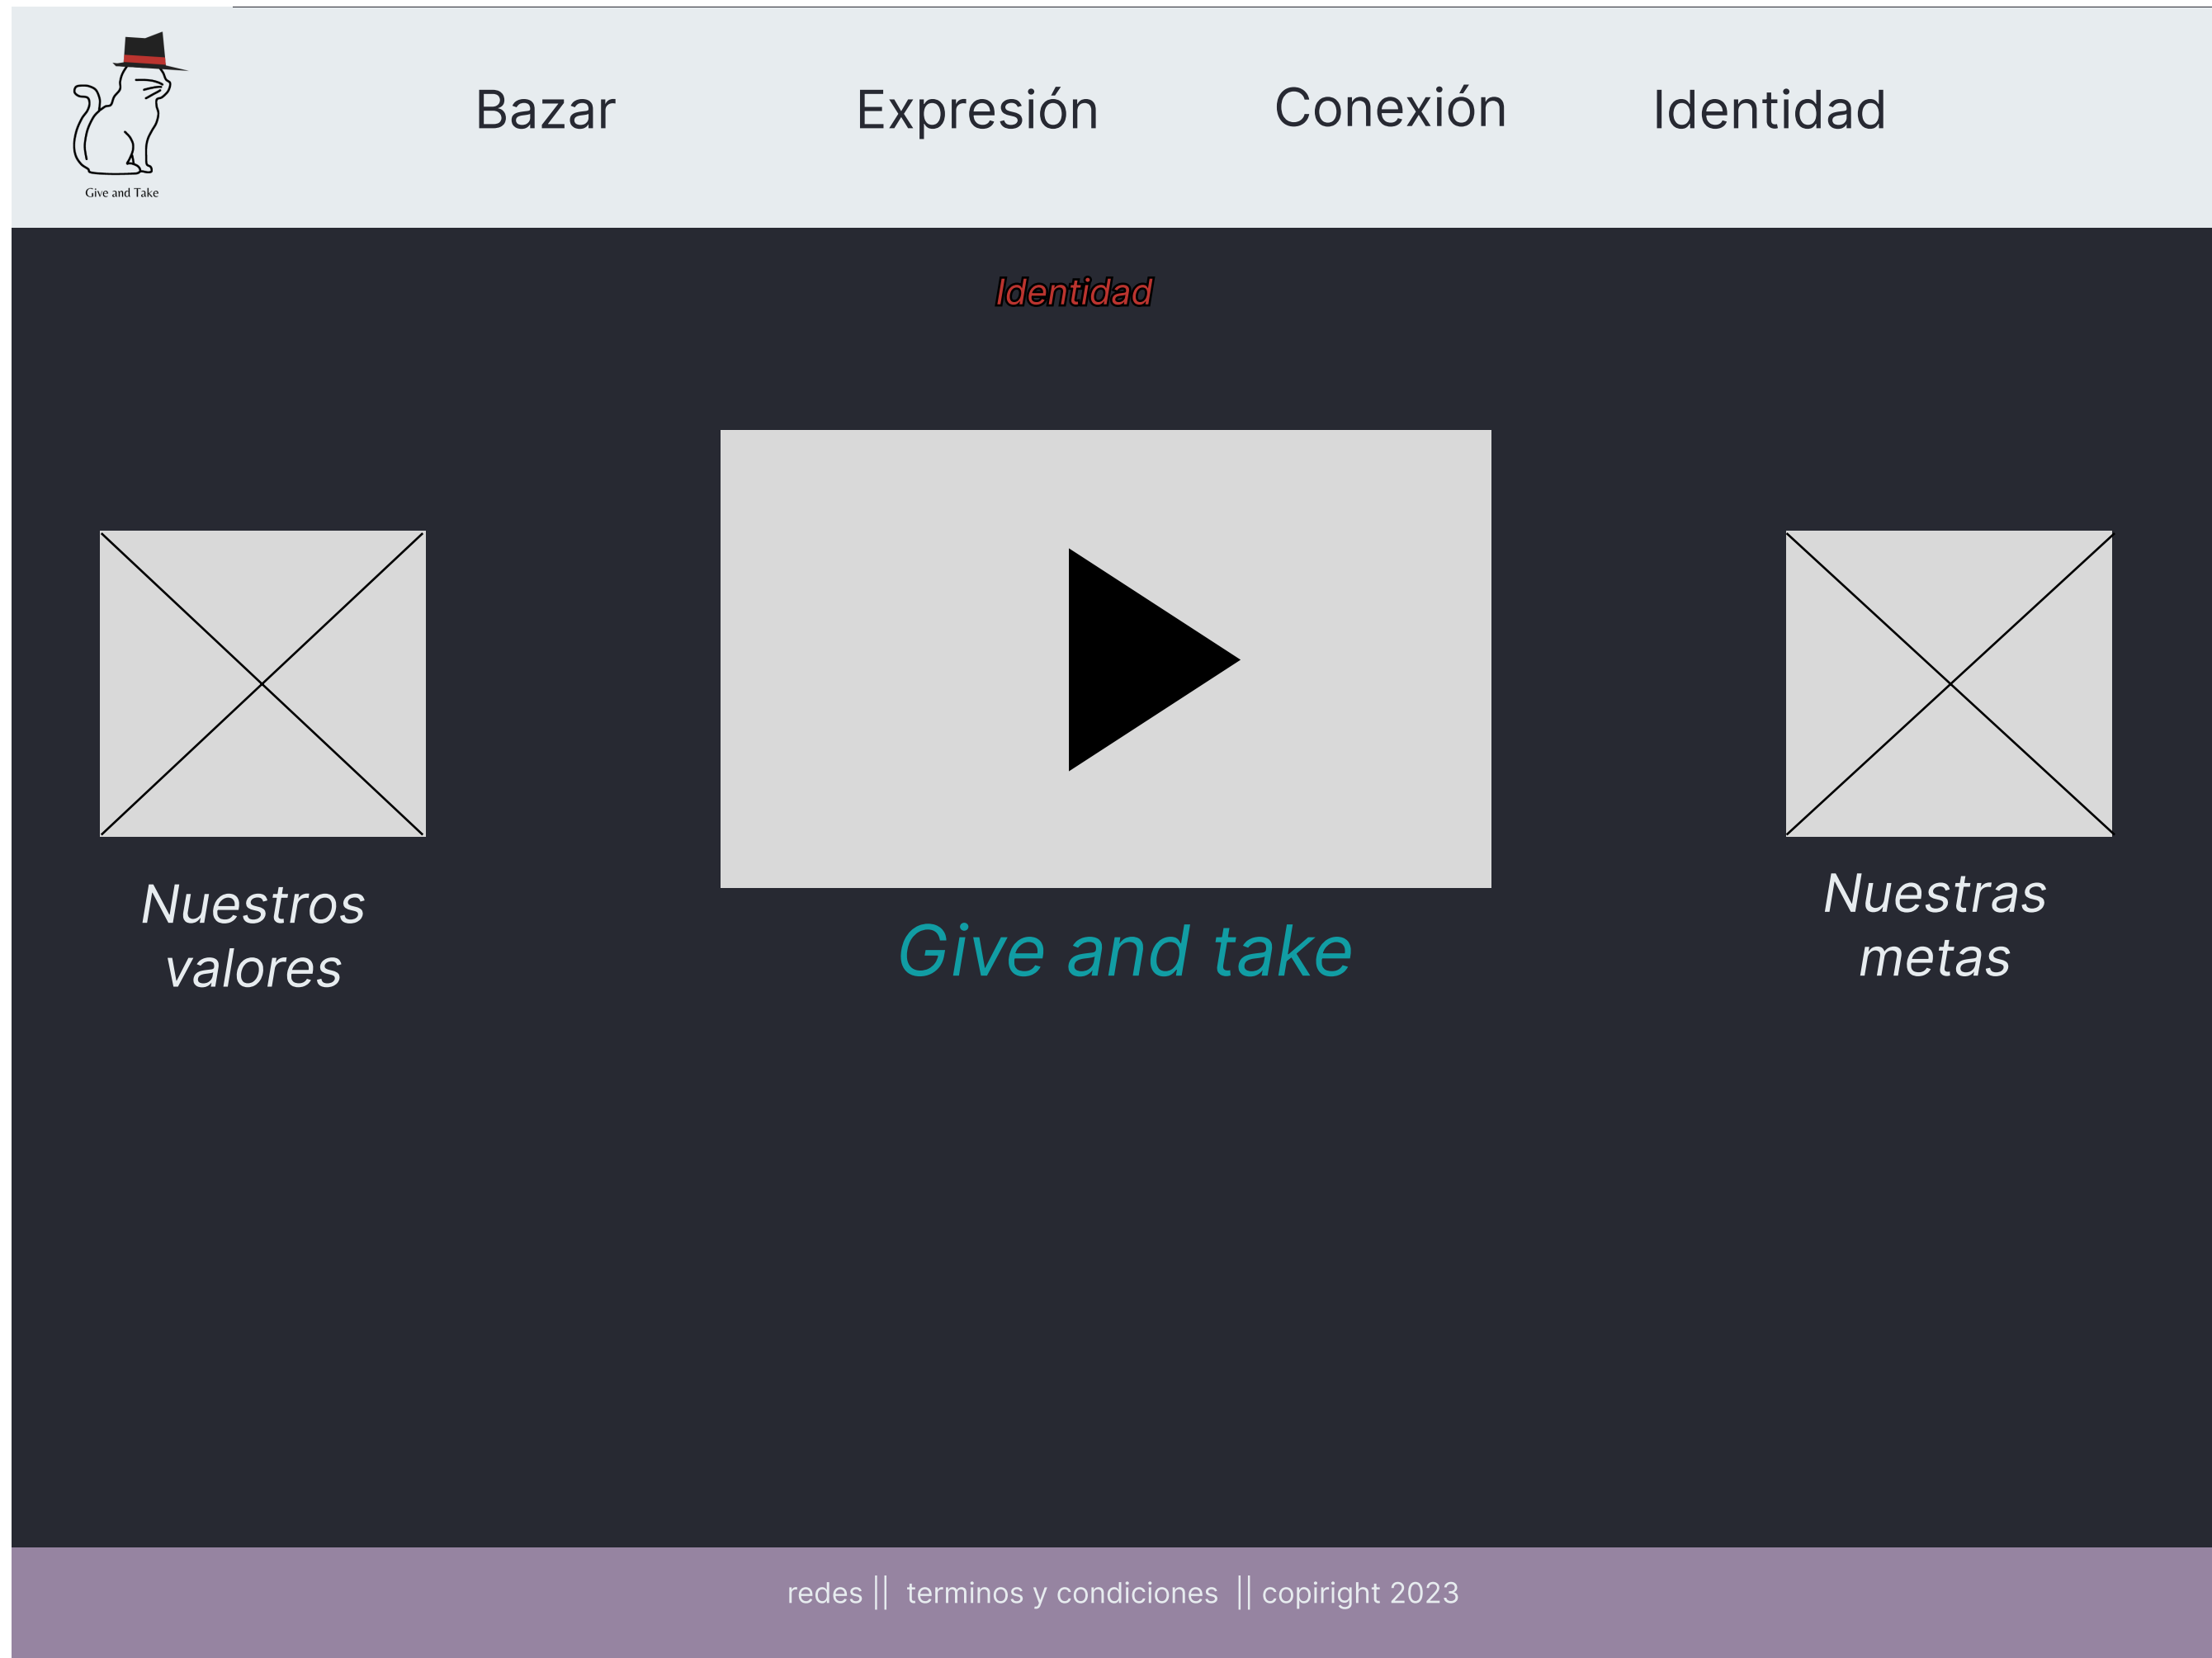 Give and Take
Bazar
Expresión
Conexión
Identidad
Identidad
Nuestros
valores
Give and take
Nuestras
metas
redes || terminos y condiciones || copiright 2023